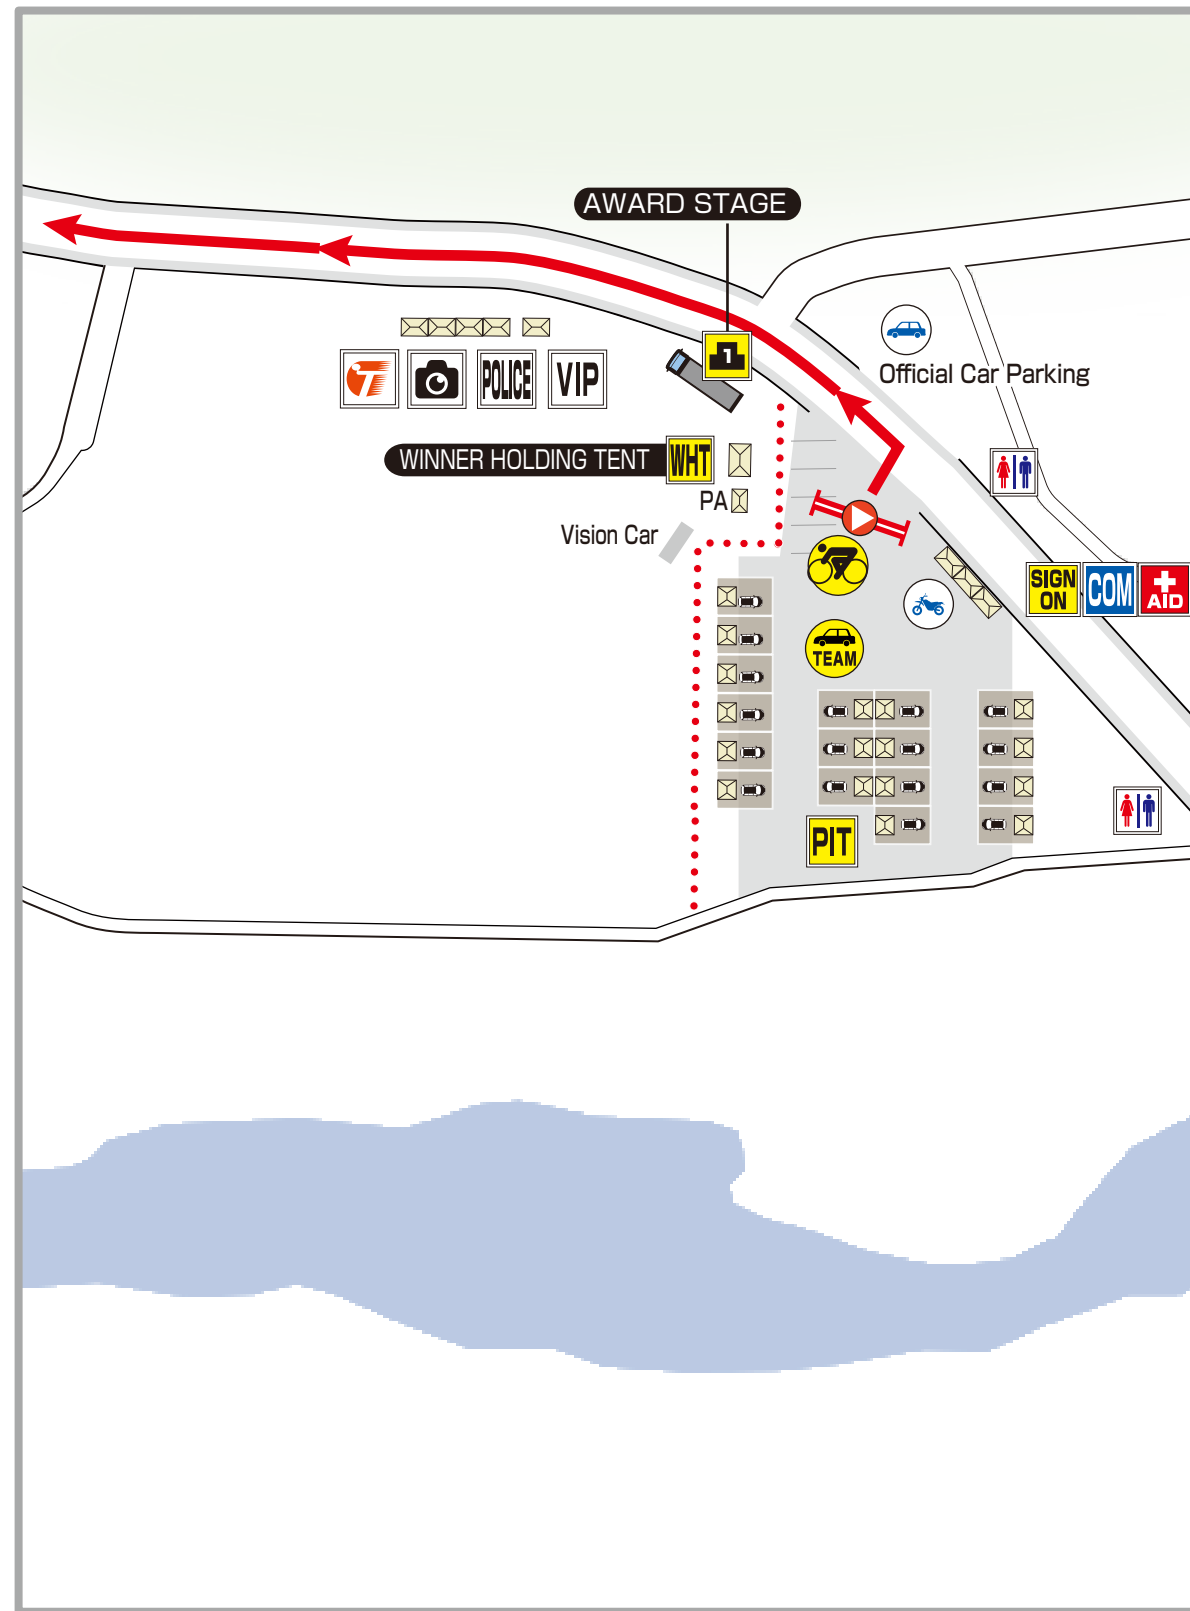 AWARD STAGE
1
Official Car Parking
T
POLICE
VIP
WINNER HOLDING TENT
WHT
PA
Vision Car
SIGN
ON
COM
AID
TEAM
PIT